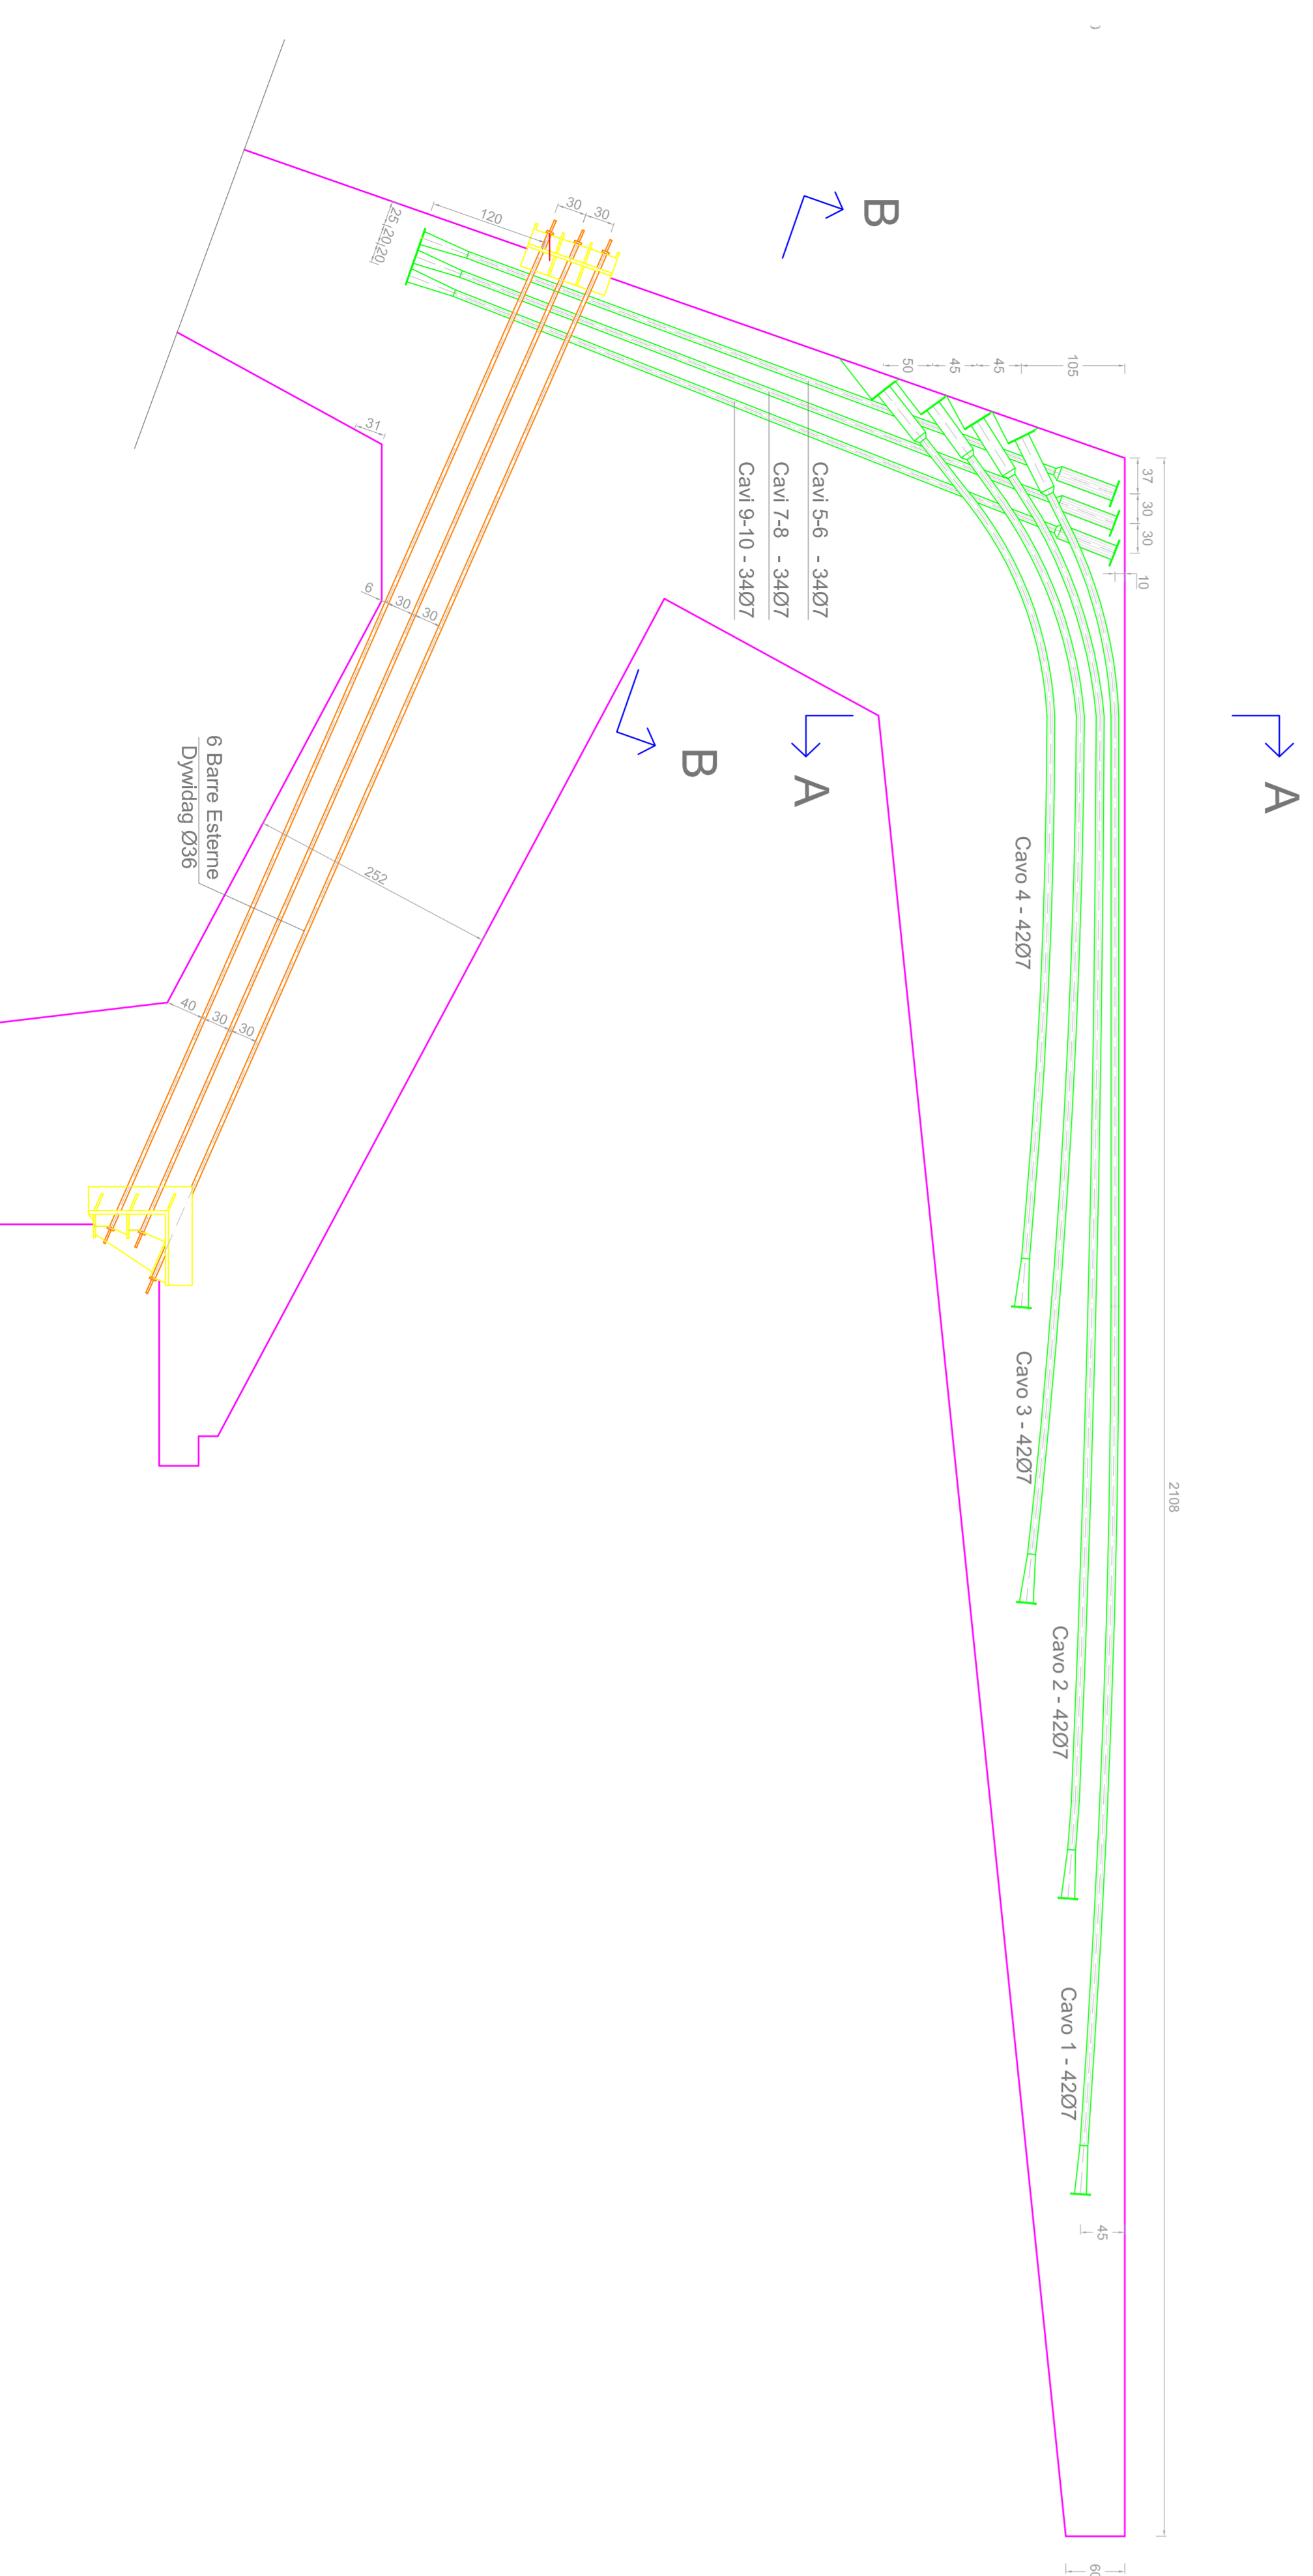 A
A
B
B
2108
37
30
30
10
105
45
45
50
Cavo 4 - 42Ø7
Cavo 3 - 42Ø7
Cavo 2 - 42Ø7
Cavo 1 - 42Ø7
45
Cavi 5-6 - 34Ø7
Cavi 7-8 - 34Ø7
Cavi 9-10 - 34Ø7
30
30
120
25
20
20
31
6
30
30
252
6 Barre Esterne
Dywidag Ø36
40
30
30